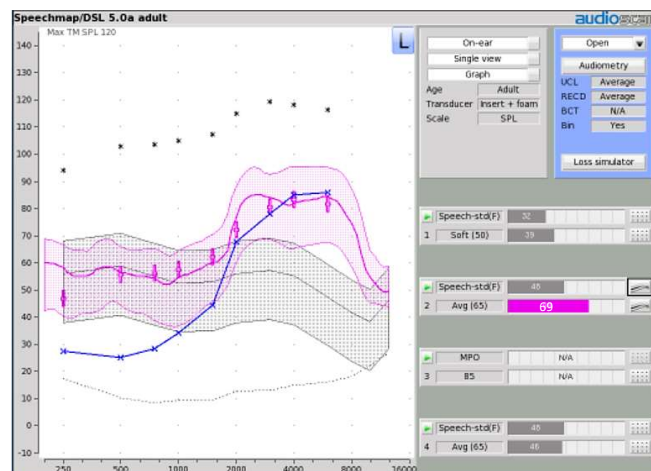 Speechmap/DSL 5.0a adult
audioscan
Max TM SPL 120
L
140
130
120
110
100
90
80
70
60
50
40
30
20
10
0
-10
250 500 1000 2000 4000 8000 16000
On-ear
Single view
Graph
Age Adult
Transducer Insert + foam
Scale SPL
Open
Audiometry
UCL Average
RECD Average
BCT N/A
Bin Yes
Loss simulator
Speech-std(F) 32
1 Soft (50) 39
Speech-std(F) 46
2 Avg (65) 69
MPO N/A
3 85 N/A
Speech-std(F) 46
4 Avg (65) 46